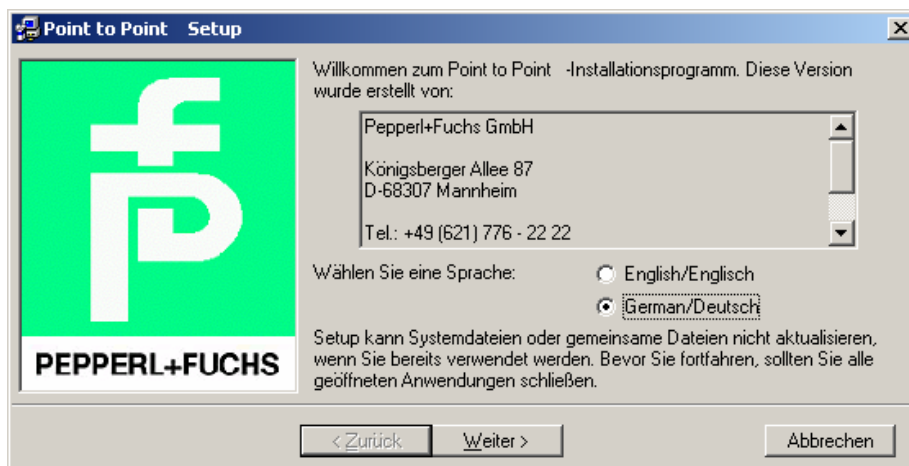 Point to Point Setup
Willkommen zum Point to Point -Installationsprogramm. Diese Version
wurde erstellt von:
Pepperl+Fuchs GmbH
Königsberger Allee 87
D-68307 Mannheim
Tel.: +49 (621) 776 - 22 22
Wählen Sie eine Sprache:
English/Englisch
German/Deutsch
Setup kann Systemdateien oder gemeinsame Dateien nicht aktualisieren,
wenn Sie bereits verwendet werden. Bevor Sie fortfahren, sollten Sie alle
geöffneten Anwendungen schließen.
PEPPERL+FUCHS
< Zurück
Weiter >
Abbrechen